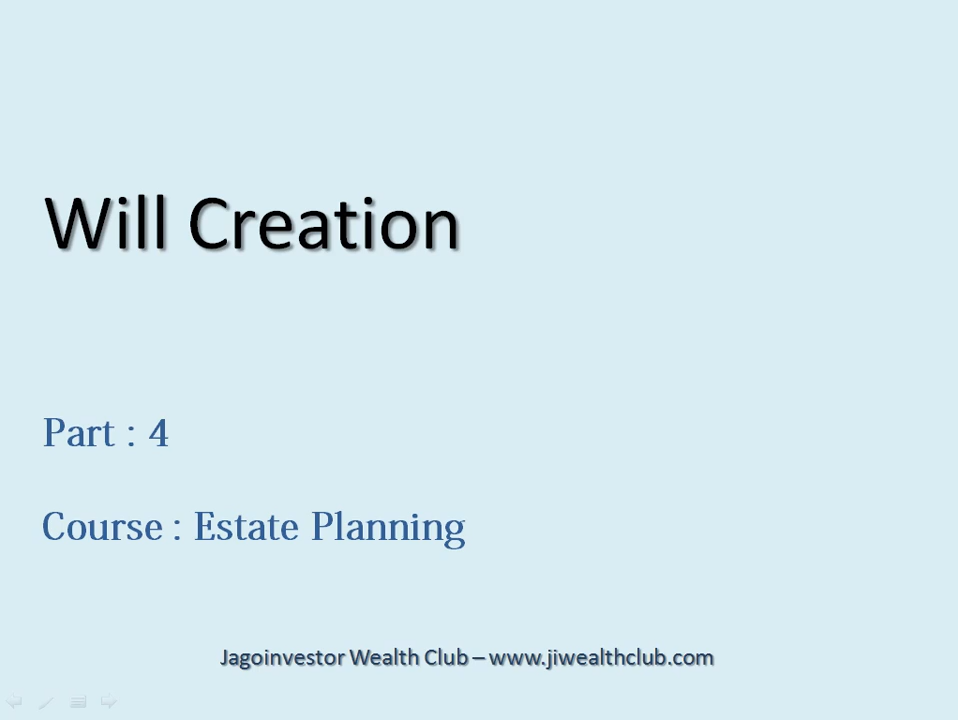 Will Creation
Part : 4
Course : Estate Planning
Jagoinvestor Wealth Club – www.jiwealthclub.com